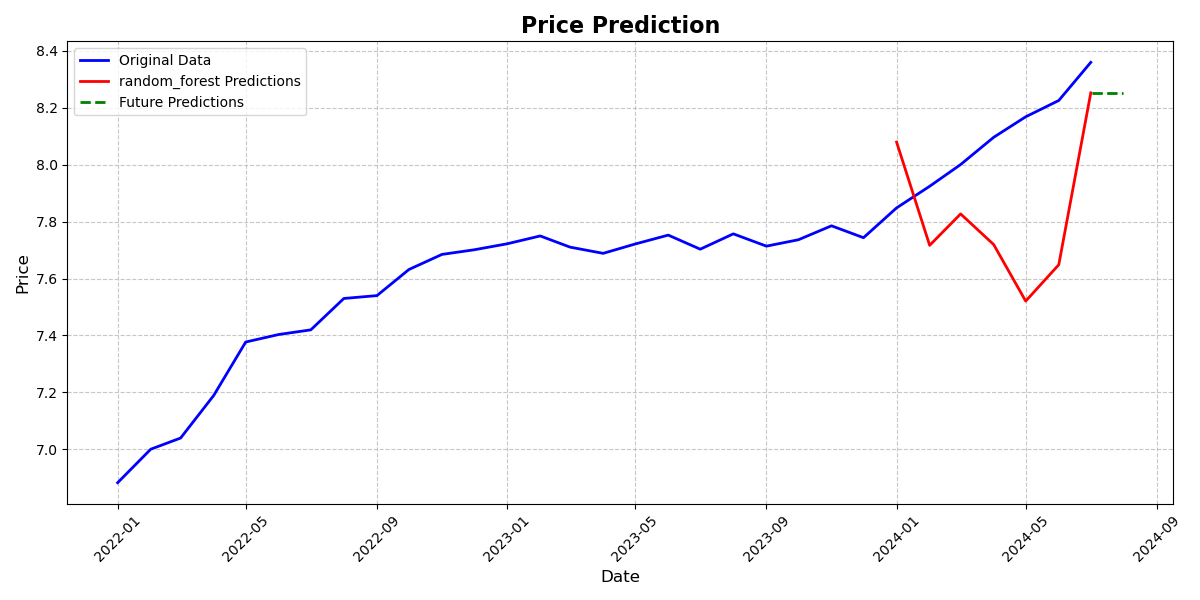 Price Prediction
Original Data
random_forest Predictions
Future Predictions
Price
8.4
8.2
8.0
7.8
7.6
7.4
7.2
7.0
2022-01
2022-05
2022-09
2023-01
2023-05
2023-09
2024-01
2024-05
2024-09
Date